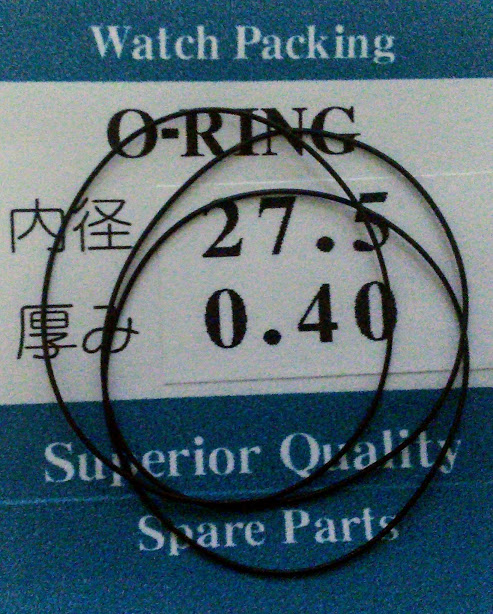 Watch Packing
O-RING
内径 27.5
厚み 0.40
Superior Quality
Spare Parts